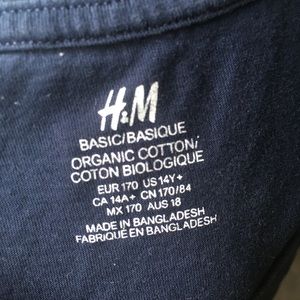 H&M
BASIC/BASIQUE
ORGANIC COTTON/
COTON BIOLOGIQUE
EUR 170 US 14Y+
CA 14A+ CN 170/84
MX 170 AUS 18
MADE IN BANGLADESH
FABRIQUÉ EN BANGLADESH